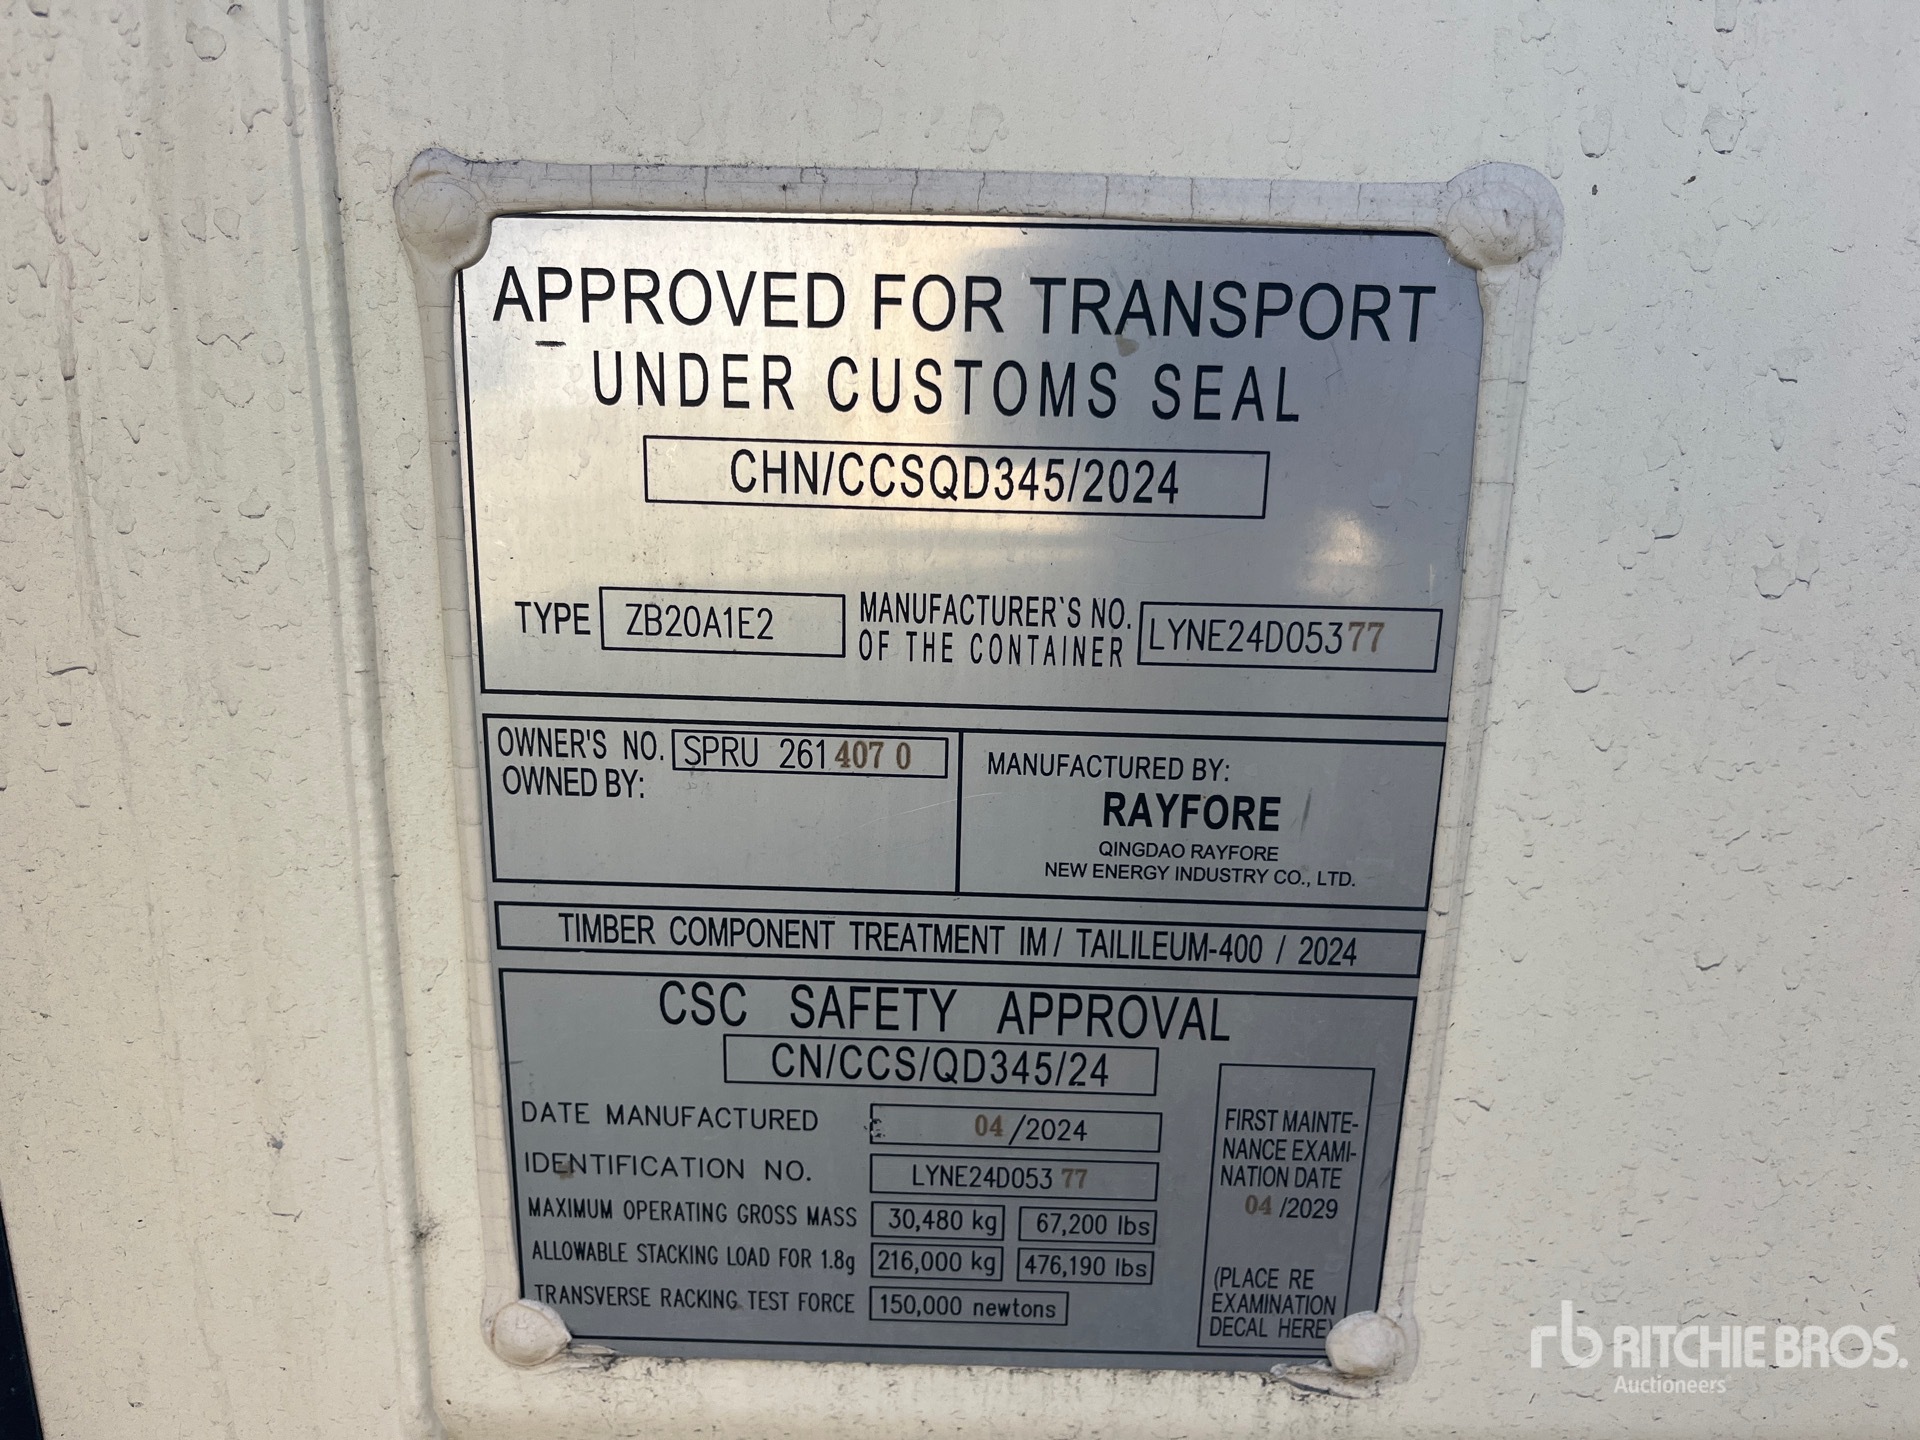 APPROVED FOR TRANSPORT
UNDER CUSTOMS SEAL
CHN/CCSQD345/2024
TYPE ZB20A1E2 MANUFACTURER'S NO. OF THE CONTAINER LYNE24D05377
OWNER'S NO. SPRU 261407 0
OWNED BY:
MANUFACTURED BY:
RAYFORE
QINGDAO RAYFORE
NEW ENERGY INDUSTRY CO., LTD.
TIMBER COMPONENT TREATMENT IM / TAILILEUM-400 / 2024
CSC SAFETY APPROVAL
CN/CCS/QD345/24
DATE MANUFACTURED 04/2024
IDENTIFICATION NO. LYNE24D05377
MAXIMUM OPERATING GROSS MASS 30,480 kg 67,200 lbs
ALLOWABLE STACKING LOAD FOR 1.8g 216,000 kg 476,190 lbs
TRANSVERSE RACKING TEST FORCE 150,000 newtons
FIRST MAINTE-
NANCE EXAMI-
NATION DATE
04/2029
(PLACE RE
EXAMINATION
DECAL HERE)
rb RITCHIE BROS.
Auctioneers